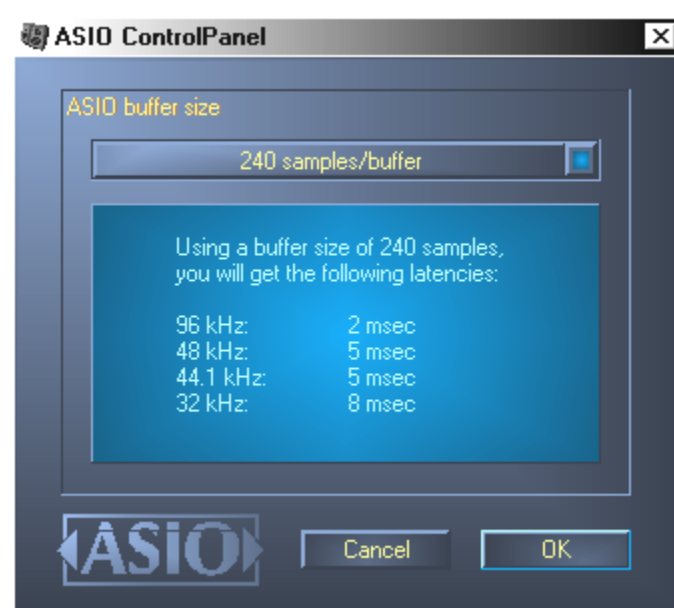 ASIO ControlPanel
ASIO buffer size
240 samples/buffer
Using a buffer size of 240 samples,
you will get the following latencies:
96 kHz: 2 msec
48 kHz: 5 msec
44.1 kHz: 5 msec
32 kHz: 8 msec
ASIO Cancel OK